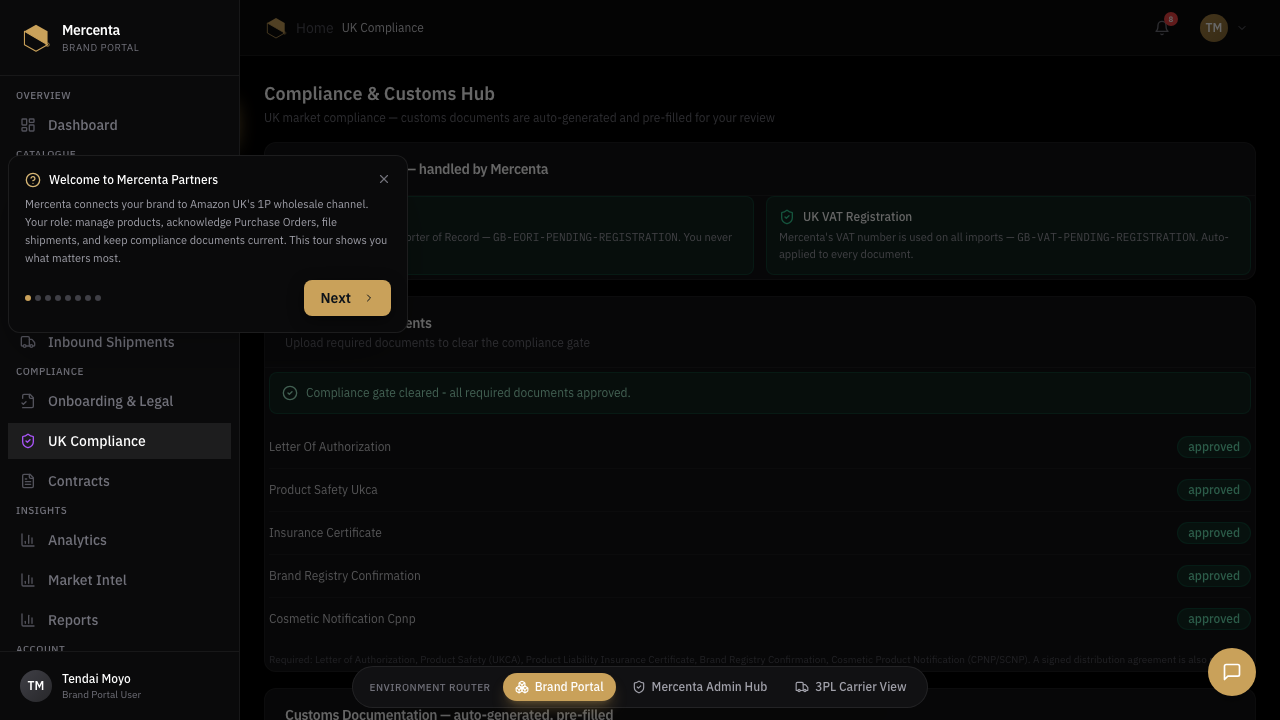 Mercenta
BRAND PORTAL
OVERVIEW
Dashboard
CATALOGUE
Welcome to Mercenta Partners
Mercenta connects your brand to Amazon UK's 1P wholesale channel.
Your role: manage products, acknowledge Purchase Orders, file
shipments, and keep compliance documents current. This tour shows you
what matters most.
Next
Inbound Shipments
COMPLIANCE
Onboarding & Legal
UK Compliance
Contracts
INSIGHTS
Analytics
Market Intel
Reports
ACCOUNT
TM
Tendai Moyo
Brand Portal User
Home UK Compliance
8
TM
Compliance & Customs Hub
UK market compliance — customs documents are auto-generated and pre-filled for your review
— handled by Mercenta
orter of Record — GB-EORI-PENDING-REGISTRATION. You never
UK VAT Registration
Mercenta's VAT number is used on all imports — GB-VAT-PENDING-REGISTRATION. Auto-
applied to every document.
ents
Upload required documents to clear the compliance gate
Compliance gate cleared - all required documents approved.
Letter Of Authorization approved
Product Safety Ukca approved
Insurance Certificate approved
Brand Registry Confirmation approved
Cosmetic Notification Cpnp approved
Required: Letter of Authorization, Product Safety (UKCA), Product Liability Insurance Certificate, Brand Registry Confirmation, Cosmetic Product Notification (CPNP/SCNP). A signed distribution agreement is also
ENVIRONMENT ROUTER Brand Portal Mercenta Admin Hub 3PL Carrier View
Customs Documentation — auto-generated, pre-filled